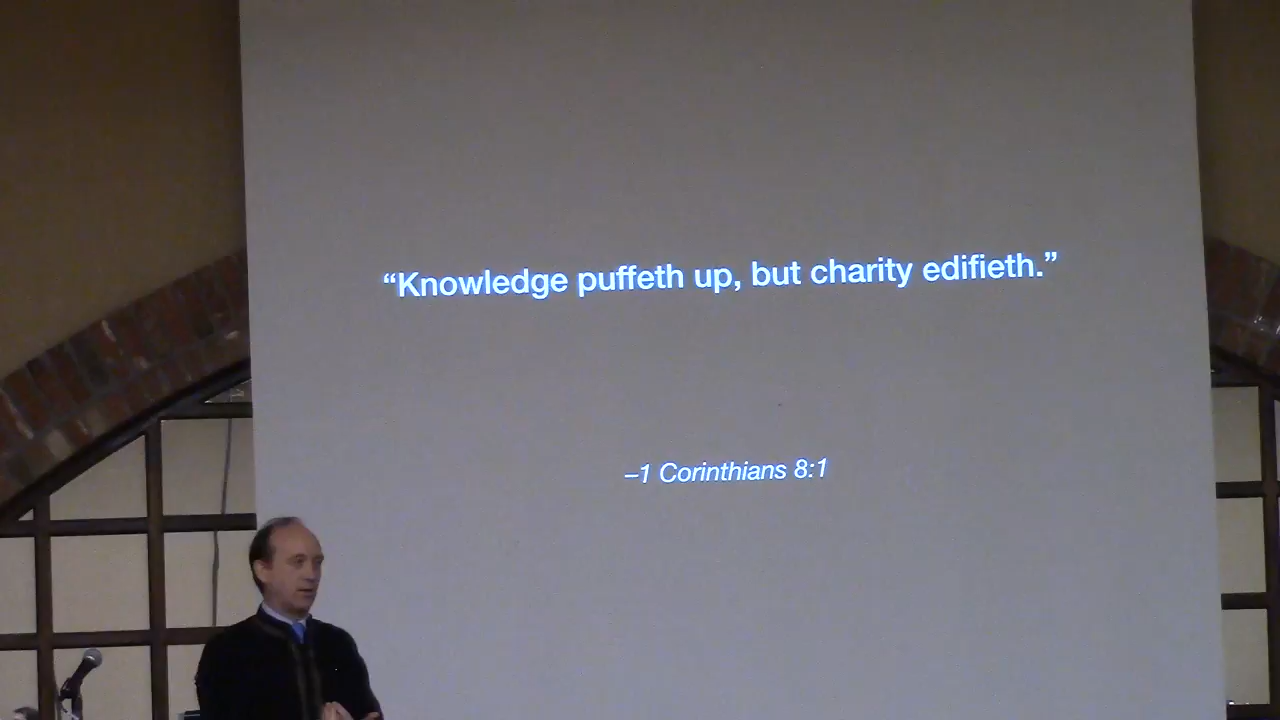 “Knowledge puffeth up, but charity edifieth.”
–1 Corinthians 8:1